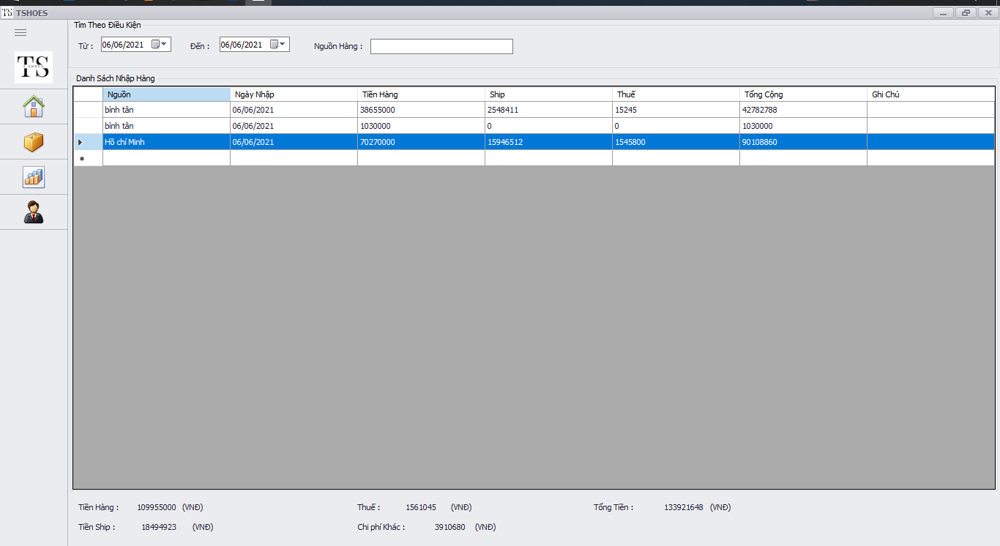 TS TSHOES
Tìm Theo Điều Kiện
Từ : 06/06/2021 Đến : 06/06/2021 Nguồn Hàng :
TS
SHOES
Danh Sách Nhập Hàng
Nguồn Ngày Nhập Tiền Hàng Ship Thuế Tổng Cộng Ghi Chú
bình tân 06/06/2021 38655000 2548411 15245 42782788
bình tân 06/06/2021 1030000 0 0 1030000
Hồ chí Minh 06/06/2021 70270000 15946512 1545800 90108860
Tiền Hàng : 109955000 (VNĐ) Thuế : 1561045 (VNĐ) Tổng Tiền : 133921648 (VNĐ)
Tiền Ship : 18494923 (VNĐ) Chi phí Khác : 3910680 (VNĐ)